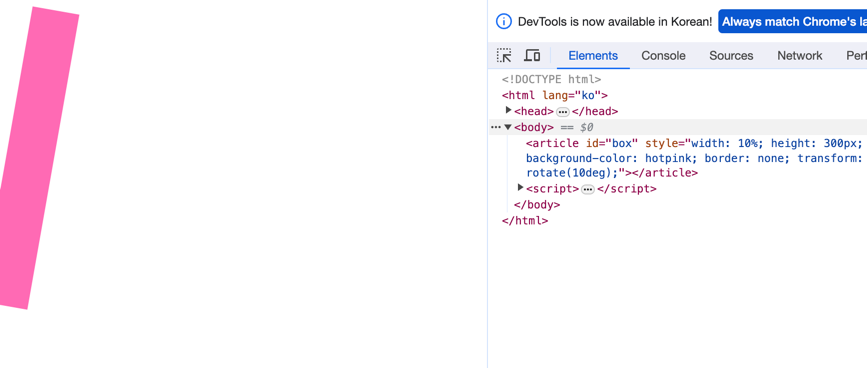 DevTools is now available in Korean! Always match Chrome's la
Elements Console Sources Network Perf
<!DOCTYPE html>
<html lang="ko">
<head>…</head>
<body> == $0
<article id="box" style="width: 10%; height: 300px;
background-color: hotpink; border: none; transform:
rotate(10deg);"></article>
<script>…</script>
</body>
</html>